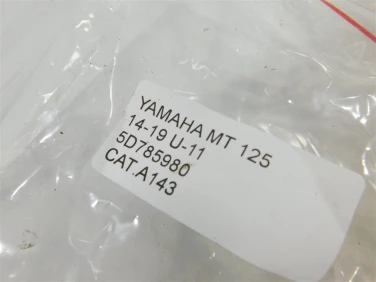 YAMAHA MT 125
14-19 U-11
5D785980
CAT.A143